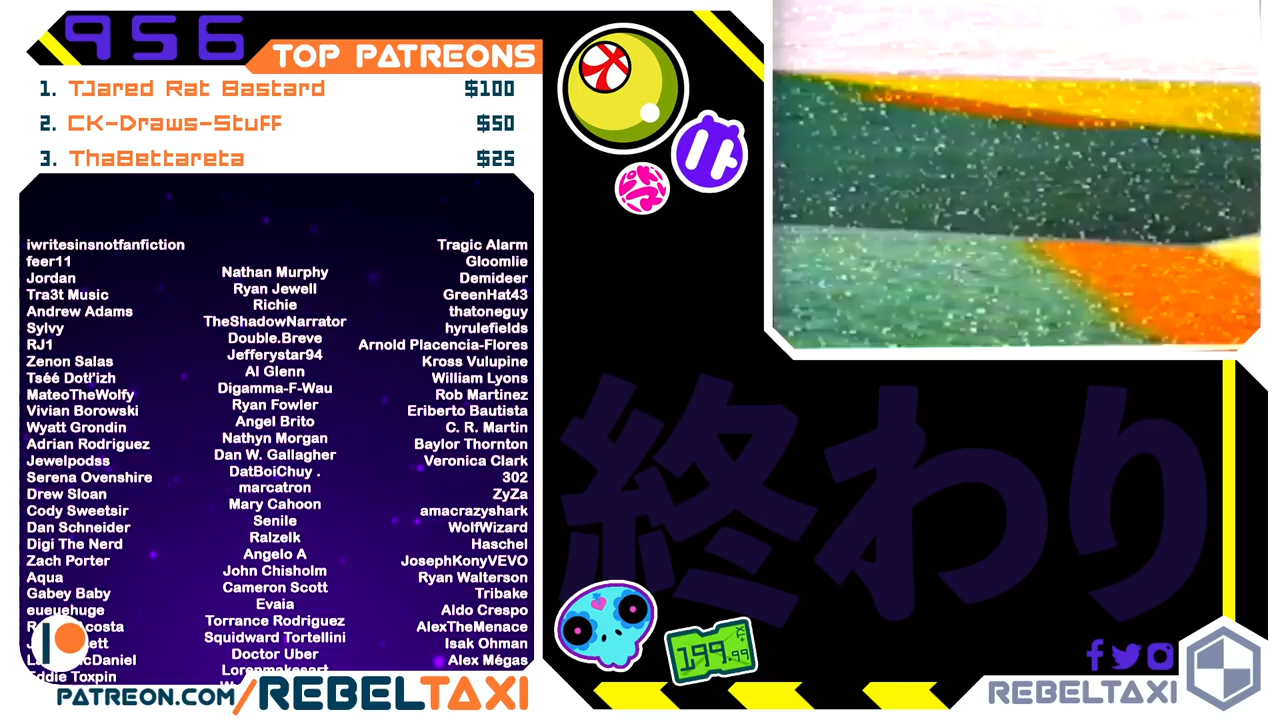 956
TOP PATREONS
1. TJared Rat Bastard $100
2. CK-Draws-Stuff $50
3. ThaBettareta $25
iwritesinsnotfanfiction
feer11
Jordan
Tra3t Music
Andrew Adams
Sylvy
RJ1
Zenon Salas
Tséé Dotł'izh
MateoTheWolfy
Vivian Borowski
Wyatt Grondin
Adrian Rodriguez
Jewelpodss
Serena Ovenshire
Drew Sloan
Cody Sweetsir
Dan Schneider
Digi The Nerd
Zach Porter
Aqua
Gabey Baby
eueuehuge
Eddie Toxpin
Nathan Murphy
Ryan Jewell
Richie
TheShadowNarrator
Double.Breve
Jefferystar94
Al Glenn
Digamma-F-Wau
Ryan Fowler
Angel Brito
Nathyn Morgan
Dan W. Gallagher
DatBoiChuy .
marcatron
Mary Cahoon
Senile
Ralzelk
Angelo A
John Chisholm
Cameron Scott
Evaia
Torrance Rodriguez
Squidward Tortellini
Doctor Uber
Lorenmakesart
Tragic Alarm
Gloomlie
Demideer
GreenHat43
thatoneguy
hyrulefields
Arnold Placencia-Flores
Kross Vulupine
William Lyons
Rob Martinez
Eriberto Bautista
C. R. Martin
Baylor Thornton
Veronica Clark
302
ZyZa
amacrazyshark
WolfWizard
Haschel
JosephKonyVEVO
Ryan Walterson
Tribake
Aldo Crespo
AlexTheMenace
Isak Ohman
Alex Mégas
PATREON.COM/REBELTAXI
終わり
199.99
+TX
REBELTAXI